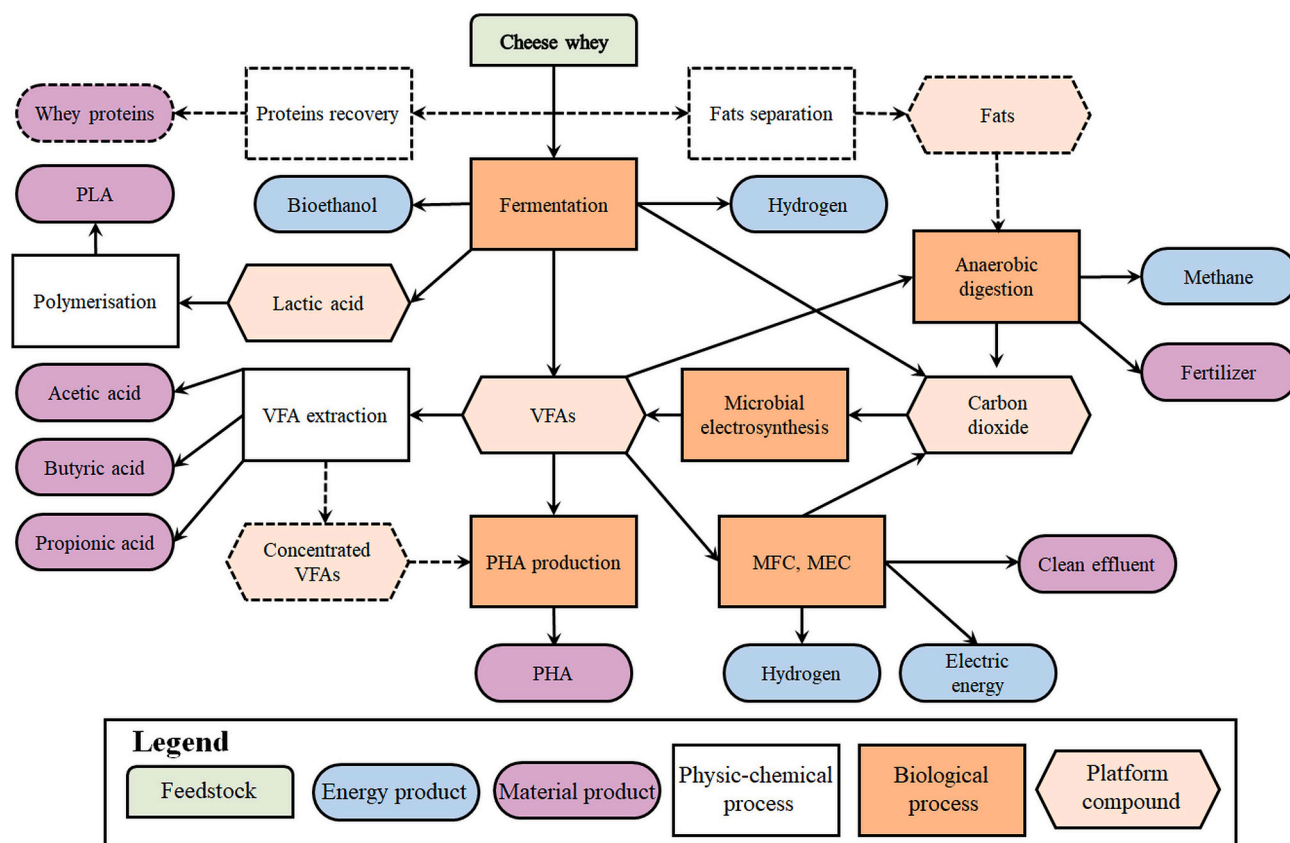 Cheese whey
Whey proteins
Proteins recovery
Fats separation
Fats
PLA
Bioethanol
Fermentation
Hydrogen
Polymerisation
Lactic acid
Anaerobic
digestion
Methane
Fertilizer
Acetic acid
VFA extraction
VFAs
Microbial
electrosynthesis
Carbon
dioxide
Butyric acid
Propionic acid
Concentrated
VFAs
PHA production
MFC, MEC
Clean effluent
PHA
Hydrogen
Electric
energy
Legend
Feedstock
Energy product
Material product
Physic-chemical
process
Biological
process
Platform
compound